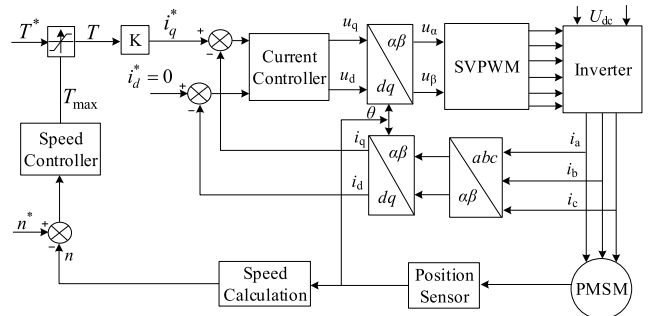 T* T K i*q uq αβ uα Udc
Current Controller SVPWM Inverter
i*d = 0 ud dq uβ
Tmax θ
Speed Controller
iq αβ abc ia
id dq αβ ib
ic
n*
n
Speed Calculation
Position Sensor
PMSM
+
−
+
−
+
−